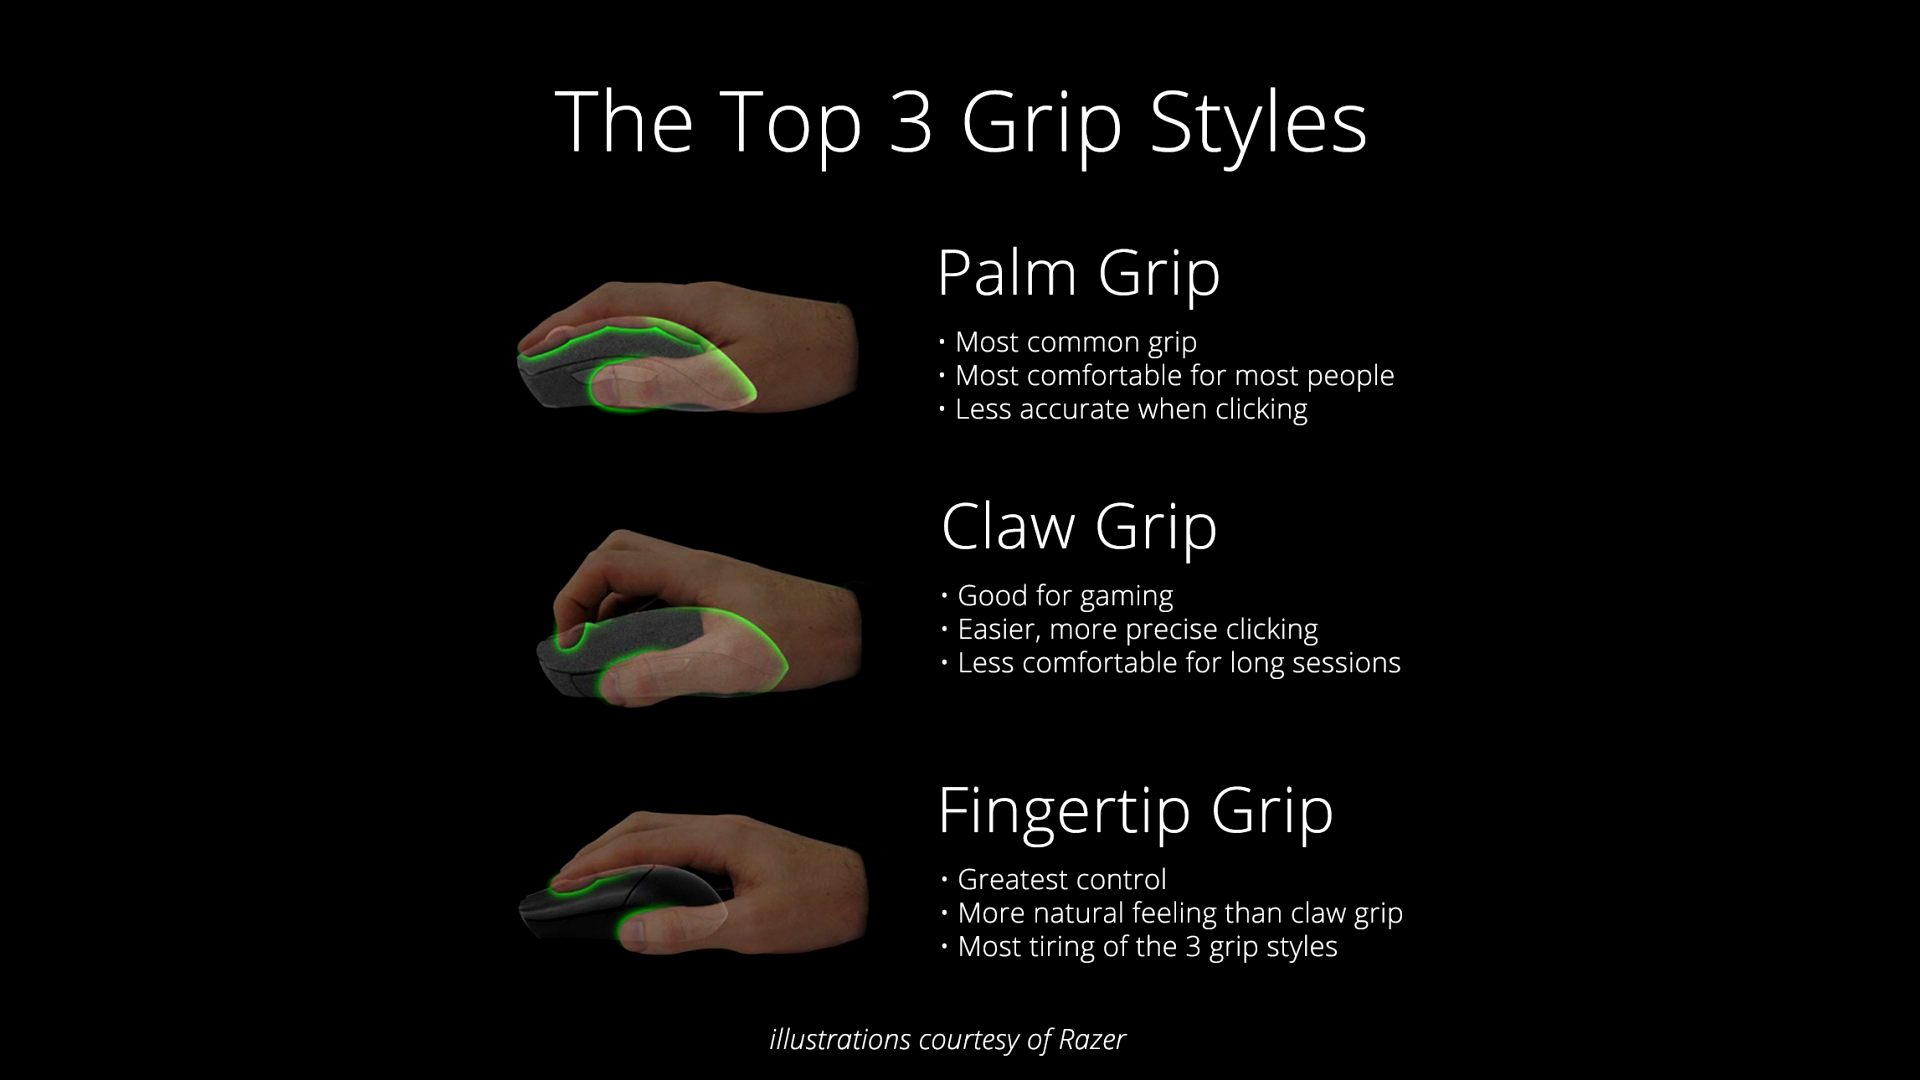 The Top 3 Grip Styles
Palm Grip
• Most common grip
• Most comfortable for most people
• Less accurate when clicking
Claw Grip
• Good for gaming
• Easier, more precise clicking
• Less comfortable for long sessions
Fingertip Grip
• Greatest control
• More natural feeling than claw grip
• Most tiring of the 3 grip styles
illustrations courtesy of Razer